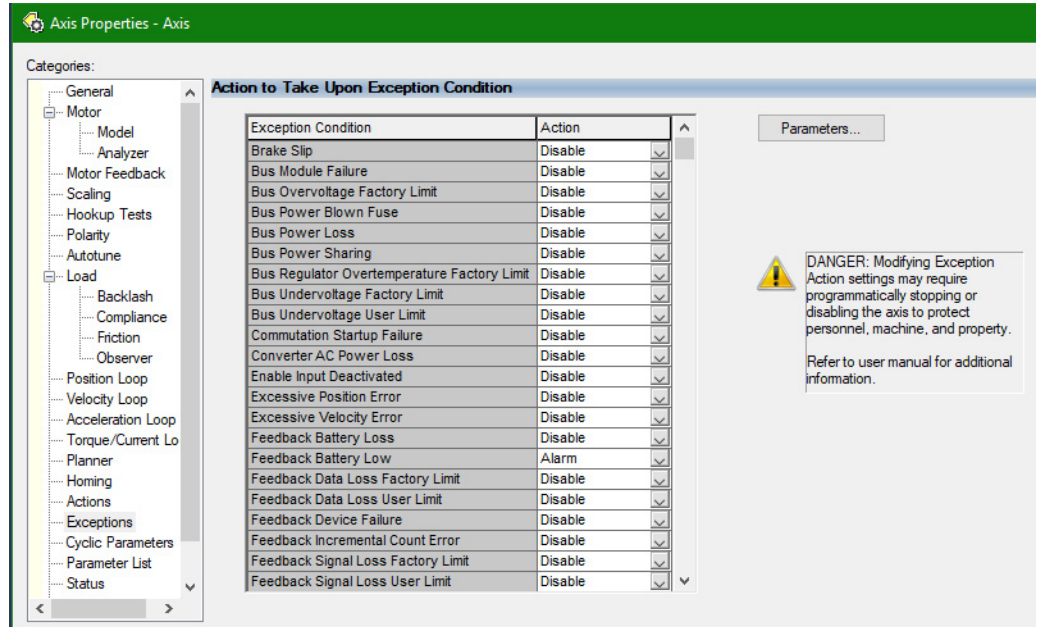 Axis Properties - Axis
Categories:
General
Motor
Model
Analyzer
Motor Feedback
Scaling
Hookup Tests
Polarity
Autotune
Load
Backlash
Compliance
Friction
Observer
Position Loop
Velocity Loop
Acceleration Loop
Torque/Current Lo
Planner
Homing
Actions
Exceptions
Cyclic Parameters
Parameter List
Status
Action to Take Upon Exception Condition
Exception Condition Action
Brake Slip Disable
Bus Module Failure Disable
Bus Overvoltage Factory Limit Disable
Bus Power Blown Fuse Disable
Bus Power Loss Disable
Bus Power Sharing Disable
Bus Regulator Overtemperature Factory Limit Disable
Bus Undervoltage Factory Limit Disable
Bus Undervoltage User Limit Disable
Commutation Startup Failure Disable
Converter AC Power Loss Disable
Enable Input Deactivated Disable
Excessive Position Error Disable
Excessive Velocity Error Disable
Feedback Battery Loss Disable
Feedback Battery Low Alarm
Feedback Data Loss Factory Limit Disable
Feedback Data Loss User Limit Disable
Feedback Device Failure Disable
Feedback Incremental Count Error Disable
Feedback Signal Loss Factory Limit Disable
Feedback Signal Loss User Limit Disable
Parameters...
DANGER: Modifying Exception
Action settings may require
programmatically stopping or
disabling the axis to protect
personnel, machine, and property.
Refer to user manual for additional
information.